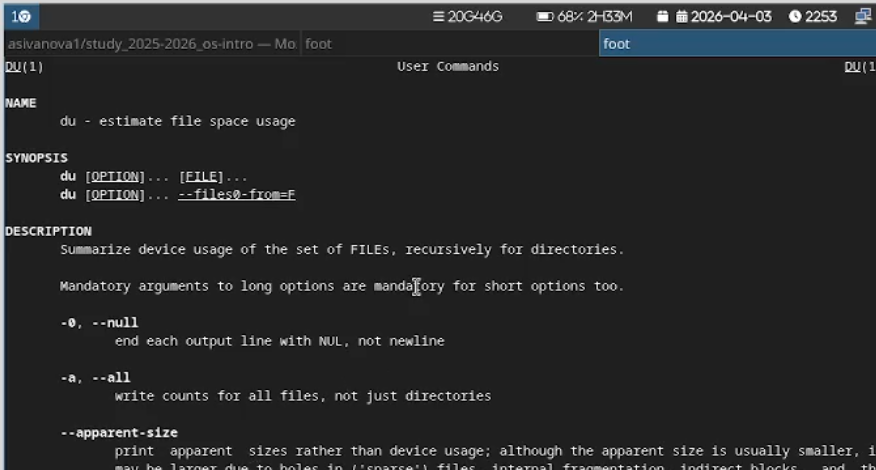 1
20G46G 68% 2H33M 2026-04-03 2253
asivanova1/study_2025-2026_os-intro — Mo foot foot
DU(1) User Commands DU(1
NAME
du - estimate file space usage
SYNOPSIS
du [OPTION]... [FILE]...
du [OPTION]... --files0-from=F
DESCRIPTION
Summarize device usage of the set of FILEs, recursively for directories.
Mandatory arguments to long options are mandatory for short options too.
-0, --null
end each output line with NUL, not newline
-a, --all
write counts for all files, not just directories
--apparent-size
print apparent sizes rather than device usage; although the apparent size is usually smaller, i
may be larger due to holes in ('sparse') files, internal fragmentation, indirect blocks, and th